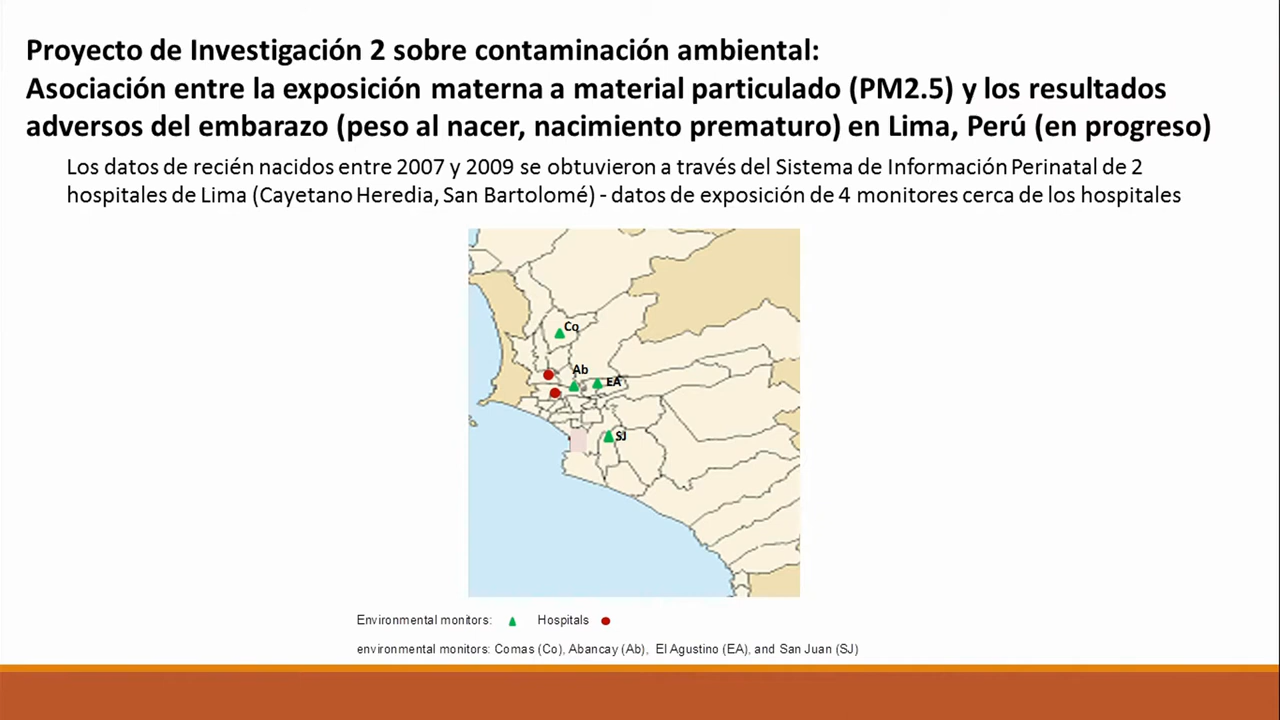 Proyecto de Investigación 2 sobre contaminación ambiental:
Asociación entre la exposición materna a material particulado (PM2.5) y los resultados
adversos del embarazo (peso al nacer, nacimiento prematuro) en Lima, Perú (en progreso)
Los datos de recién nacidos entre 2007 y 2009 se obtuvieron a través del Sistema de Información Perinatal de 2
hospitales de Lima (Cayetano Heredia, San Bartolomé) - datos de exposición de 4 monitores cerca de los hospitales
Co
Ab
EA
SJ
Environmental monitors: Hospitals
environmental monitors: Comas (Co), Abancay (Ab), El Agustino (EA), and San Juan (SJ)